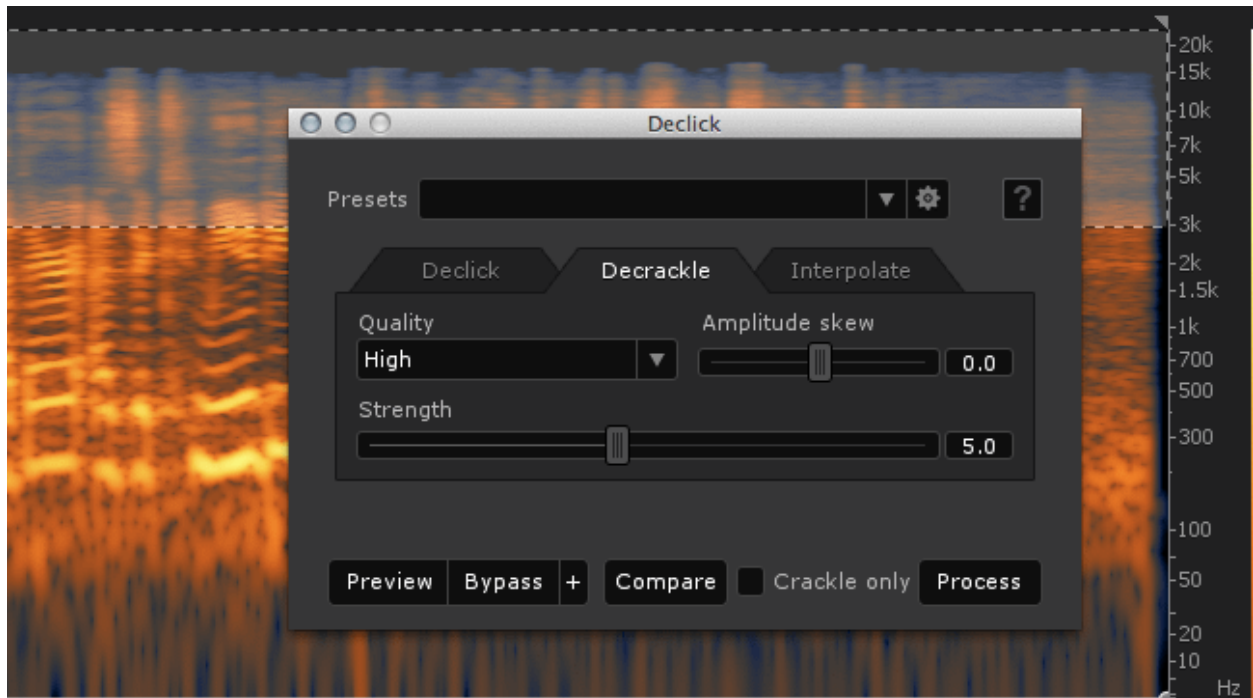 Declick
Presets
?
Declick Decrackle Interpolate
Quality Amplitude skew
High 0.0
Strength
5.0
Preview Bypass + Compare Crackle only Process
20k
15k
10k
7k
5k
3k
2k
1.5k
1k
700
500
300
100
50
20
10
Hz